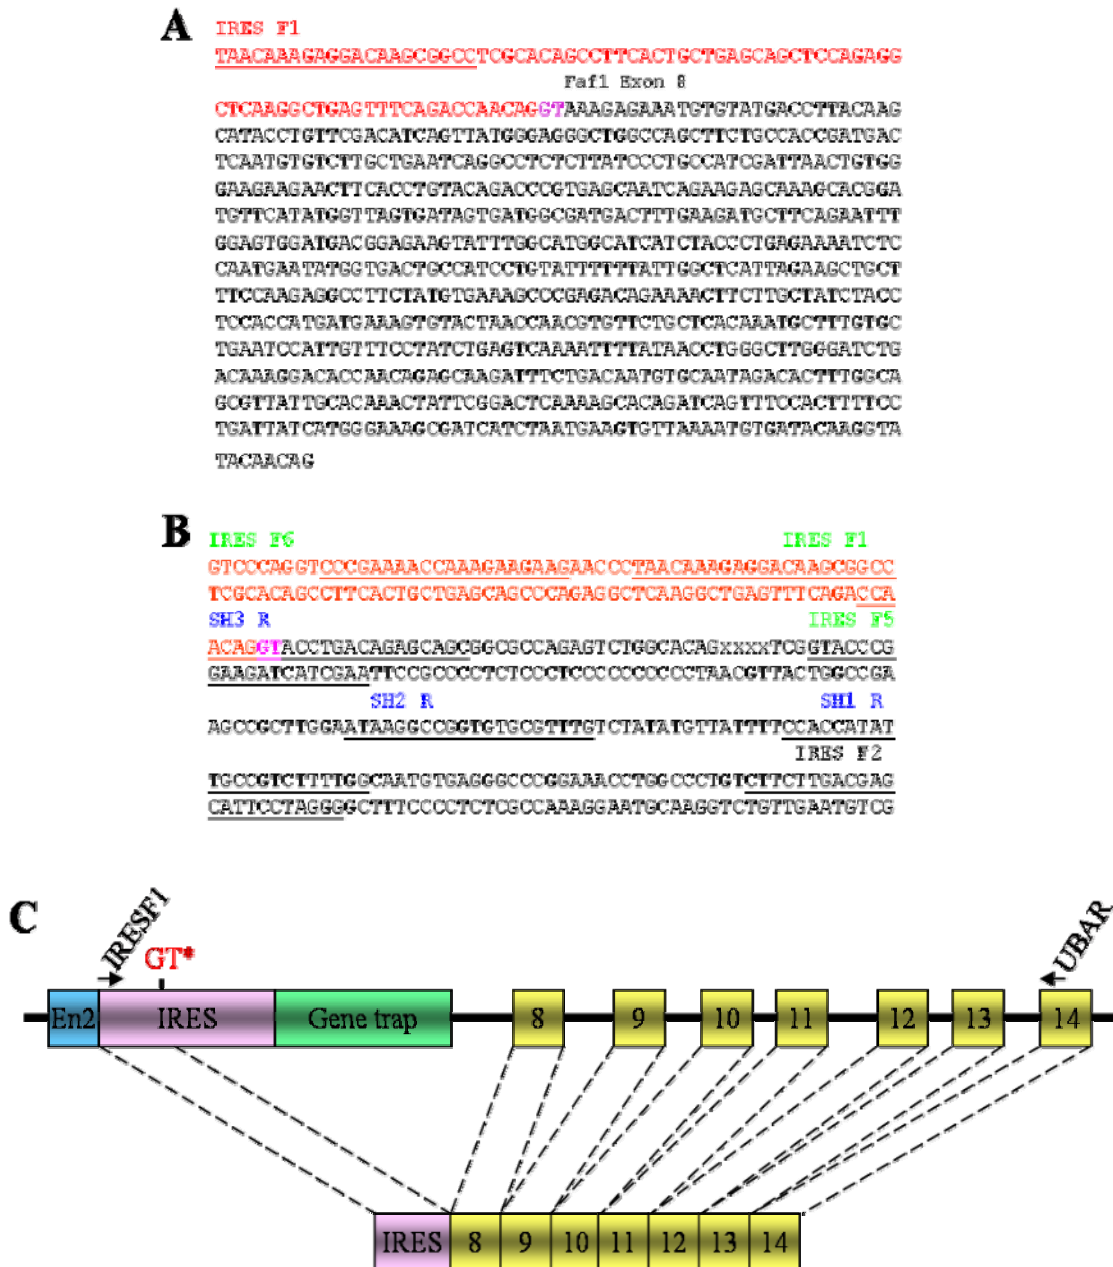 A
IRES F1
TAACAAAGAGGACAAGCGGCCTCGCACAGCCTTCACTGCTGAGCAGCTCCAGAGG
Faf1 Exon 8
CTCAAGGCTGAGTTTCAGACCAACAGGTAAAGAGAAATGTGTATGACCTTACAAG
CATACCTGTTCGACATCAGTTATGGGAGGGCTGGCCAGCTTCTGCCACCGATGAC
TCAATGTGTCTTGCTGAATCAGGCCTCTCTTATCCCTGCCATCGATTAACTGTGG
GAAGAAGAACTTCACCTGTACAGACCCGTGAGCAATCAGAAGAGCAAAGCACGGA
TGTTCATATGGTTAGTGATAGTGATGGCGATGACTTTGAAGATGCTTCAGAATTT
GGAGTGGATGACGGAGAAGTATTTGGCATGGCATCATCTACCCTGAGAAAATCTC
CAATGAATATGGTGACTGCCATCCTGTATTTTTTATTGGCTCATTAGAAGCTGCT
TTCCAAGAGGCCTTCTATGTGAAAGCCCGAGACAGAAAACTTCTTGCTATCTACC
TCCACCATGATGAAAGTGTACTAACCAACGTGTTCTGCTCACAAATGCTTTGTGC
TGAATCCATTGTTTCCTATCTGAGTCAAAATTTTATAACCTGGGCTTGGGATCTG
ACAAAGGACACCAACAGAGCAAGATTTCTGACAATGTGCAATAGACACTTTGGCA
GCGTTATTGCACAAACTATTCGGACTCAAAAGCACAGATCAGTTTCCACTTTTCC
TGATTATCATGGGAAAGCGATCATCTAATGAAGTGTTAAAATGTGATACAAGGTA
TACAACAG
B
IRES F6 IRES F1
GTCCCAGGTCCCGAAAACCAAAGAAGAAGAACCCTAACAAAGAGGACAAGCGGCC
TCGCACAGCCTTCACTGCTGAGCAGCCCAGAGGCTCAAGGCTGAGTTTCAGACCA
SH3 R IRES F5
ACAGGTACCTGACAGAGCAGCGGCGCCAGAGTCTGGCACAGxxxxTCGGTACCCG
GAAGATCATCGAATTCCGCCCCTCTCCCTCCCCCCCCCCTAACGTTACTGGCCGA
SH2 R SH1 R
AGCCGCTTGGAATAAGGCCGGTGTGCGTTTGTCTATATGTTATTTTCCACCATAT
IRES F2
TGCCGTCTTTTGGCAATGTGAGGGCCCGGAAACCTGGCCCTGTCTTCTTGACGAG
CATTCCTAGGGGCTTTCCCCTCTCGCCAAAGGAATGCAAGGTCTGTTGAATGTCG
C
IRESF1
GT*
UBAR
En2 IRES Gene trap 8 9 10 11 12 13 14
IRES 8 9 10 11 12 13 14